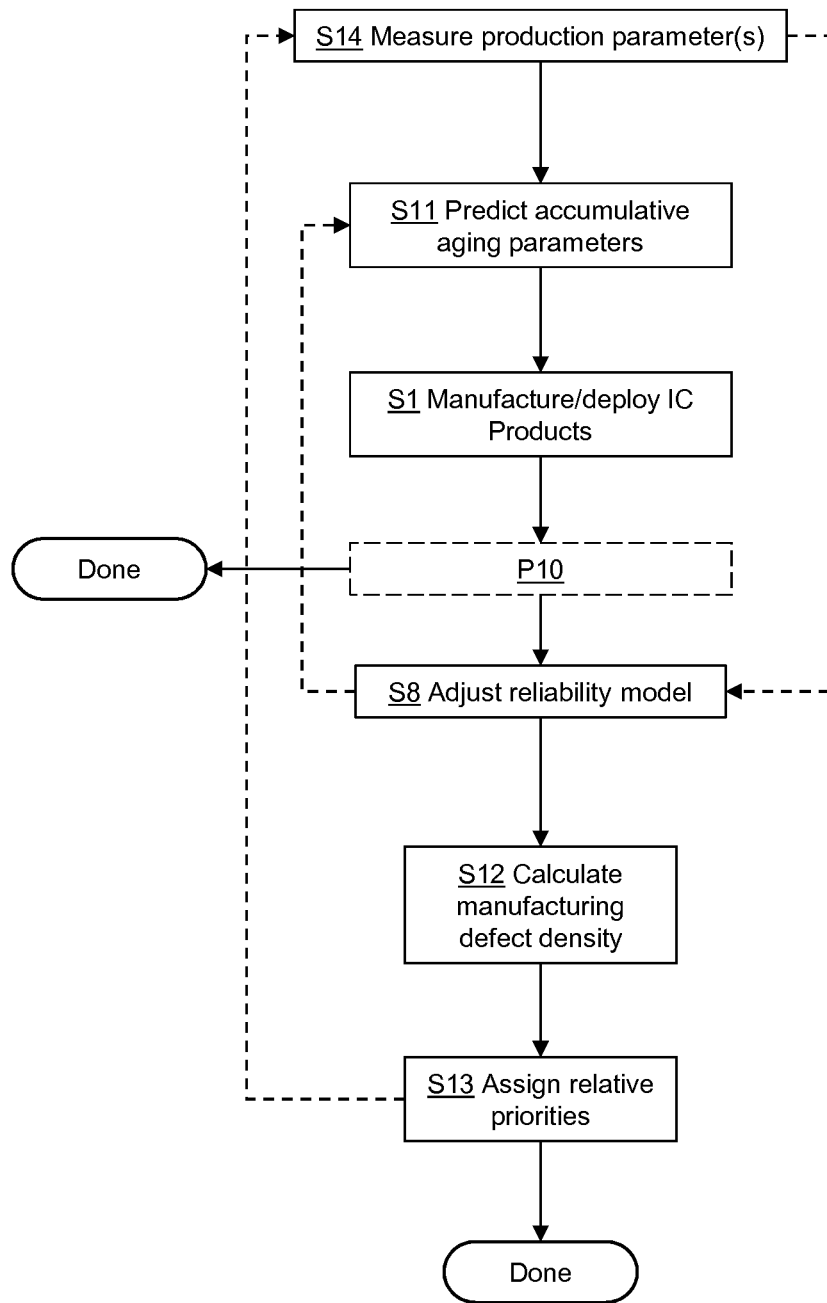 S14 Measure production parameter(s)
S11 Predict accumulative
aging parameters
S1 Manufacture/deploy IC
Products
Done
P10
S8 Adjust reliability model
S12 Calculate
manufacturing
defect density
S13 Assign relative
priorities
Done